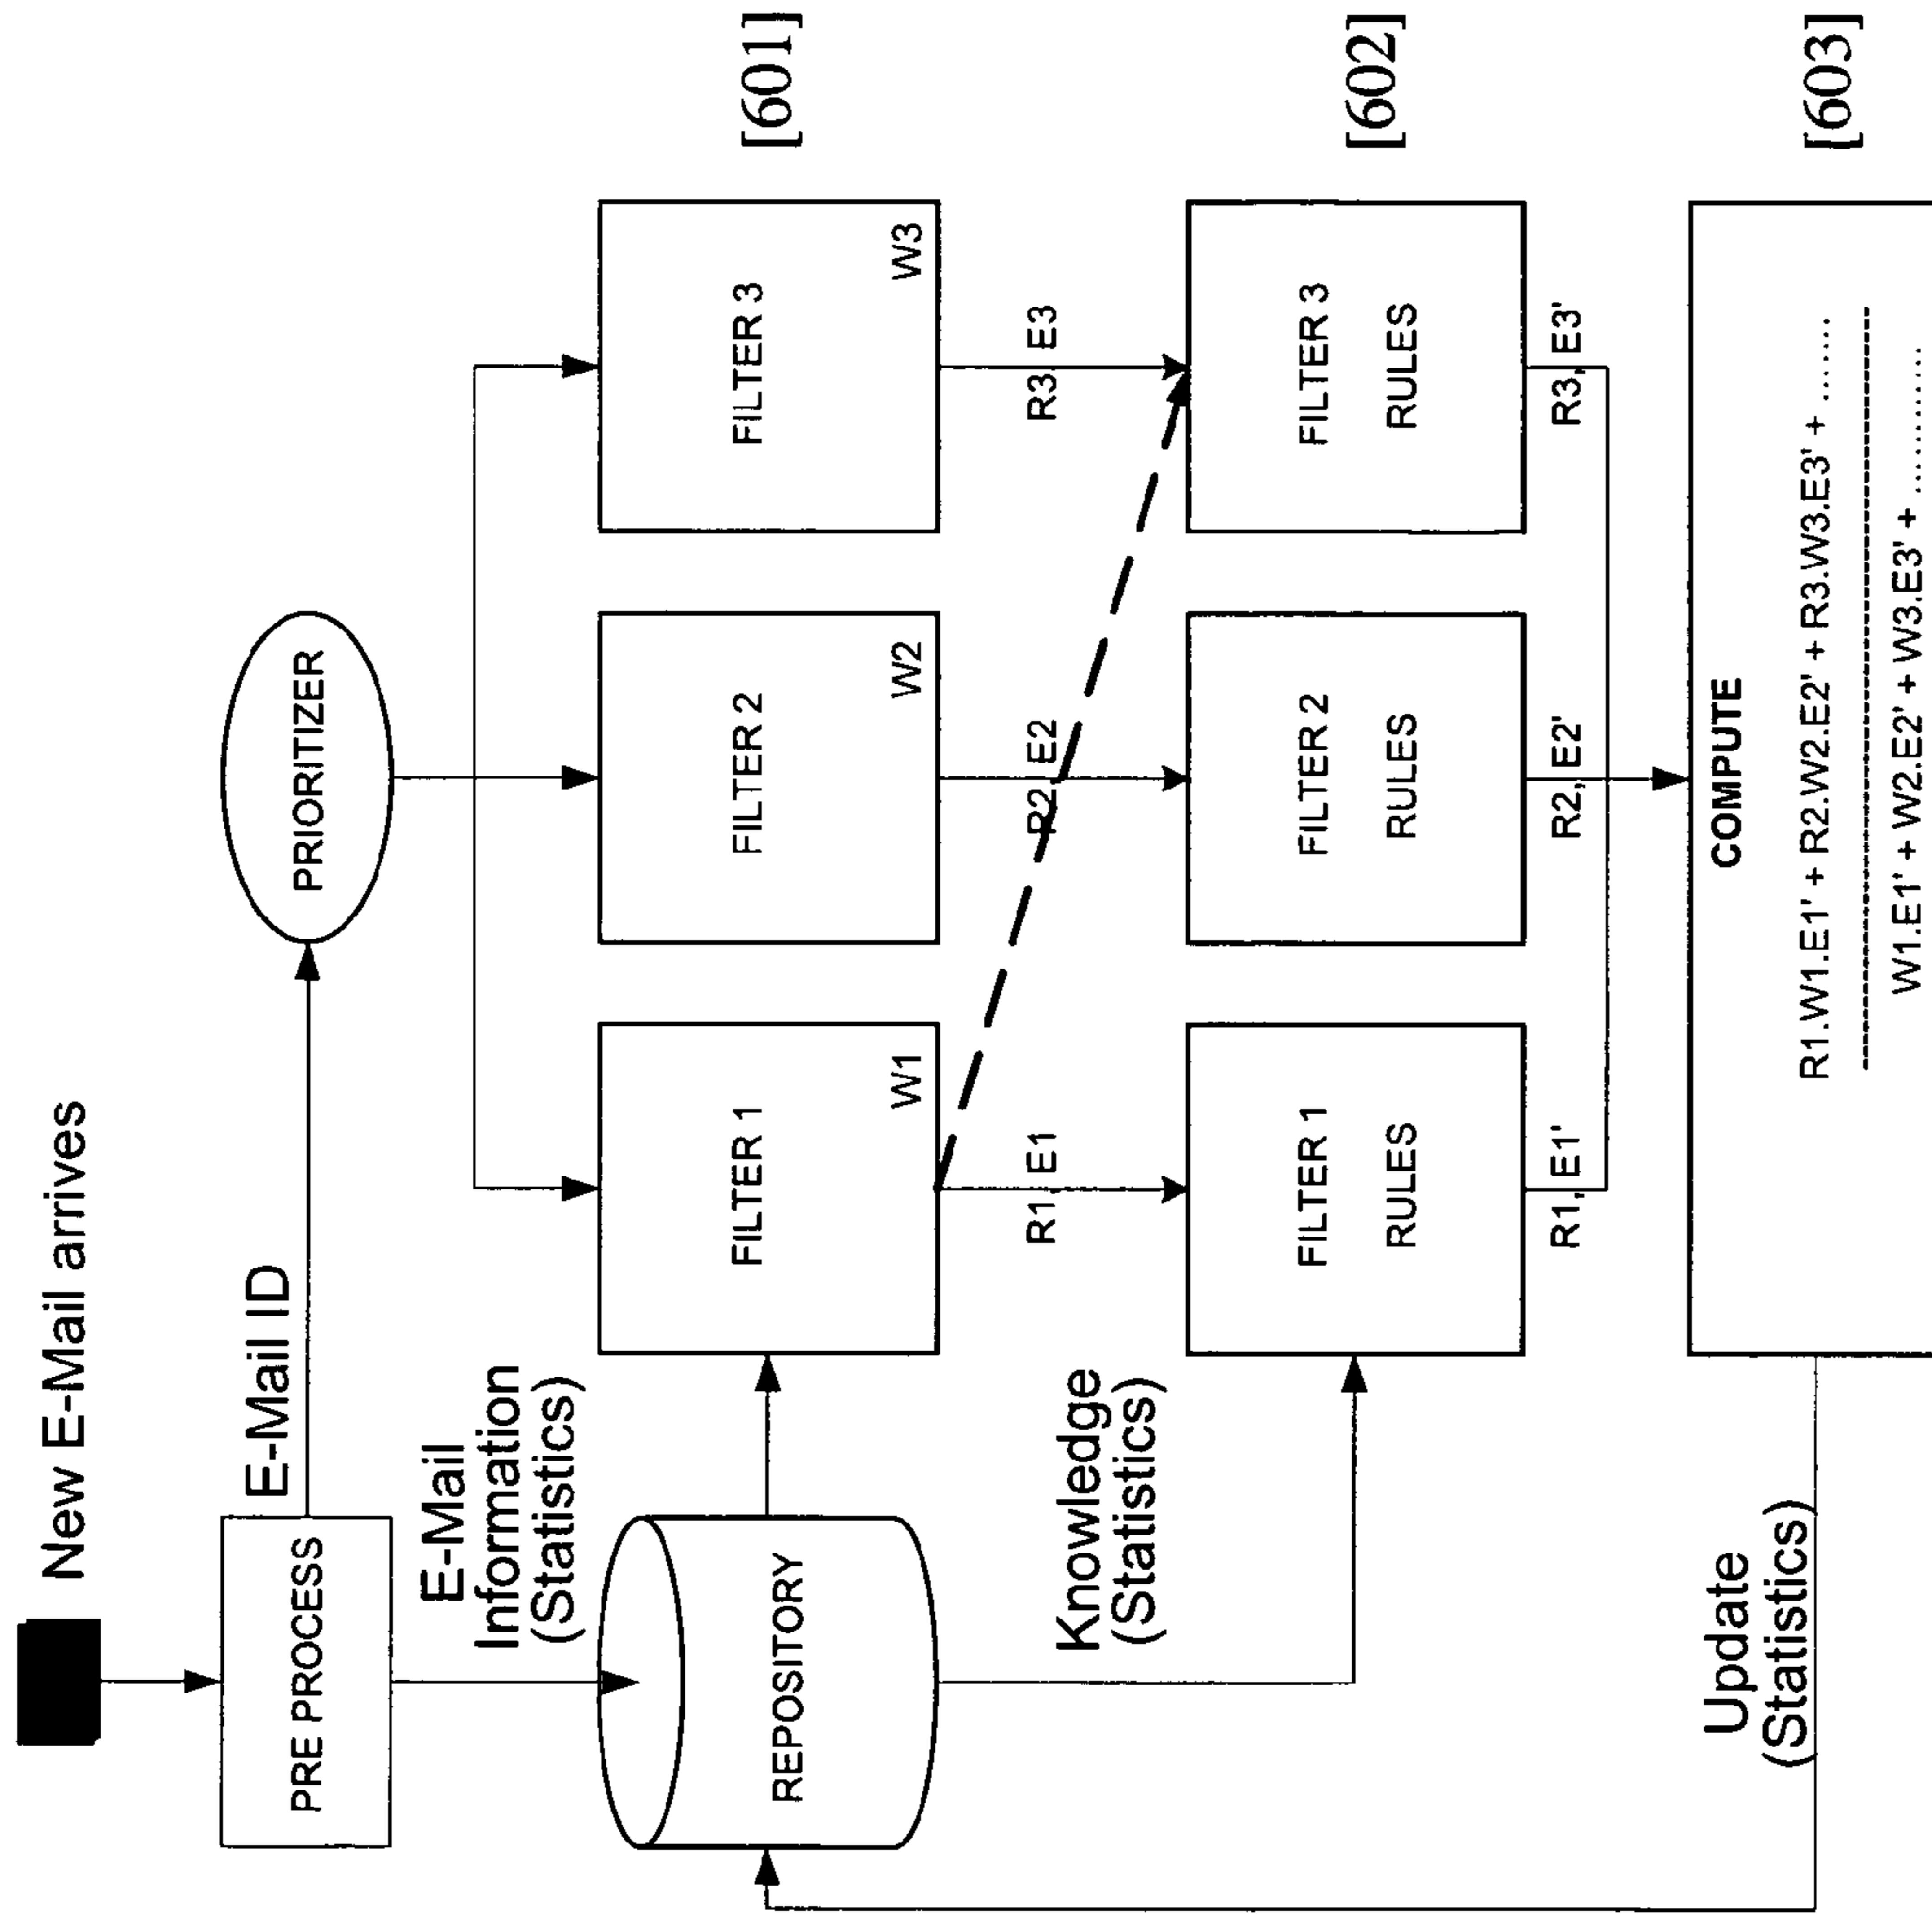 New E-Mail arrives
PRE PROCESS
E-Mail ID
PRIORITIZER
E-Mail
Information
(Statistics)
REPOSITORY
FILTER 1
W1
FILTER 2
W2
FILTER 3
W3
[601]
R1, E1
R2, E2
R3, E3
Knowledge
(Statistics)
FILTER 1
RULES
FILTER 2
RULES
FILTER 3
RULES
[602]
R1, E1'
R2, E2'
R3, E3'
Update
(Statistics)
COMPUTE
R1.W1.E1' + R2.W2.E2' + R3.W3.E3' + .......
W1.E1' + W2.E2' + W3.E3' + ............
[603]